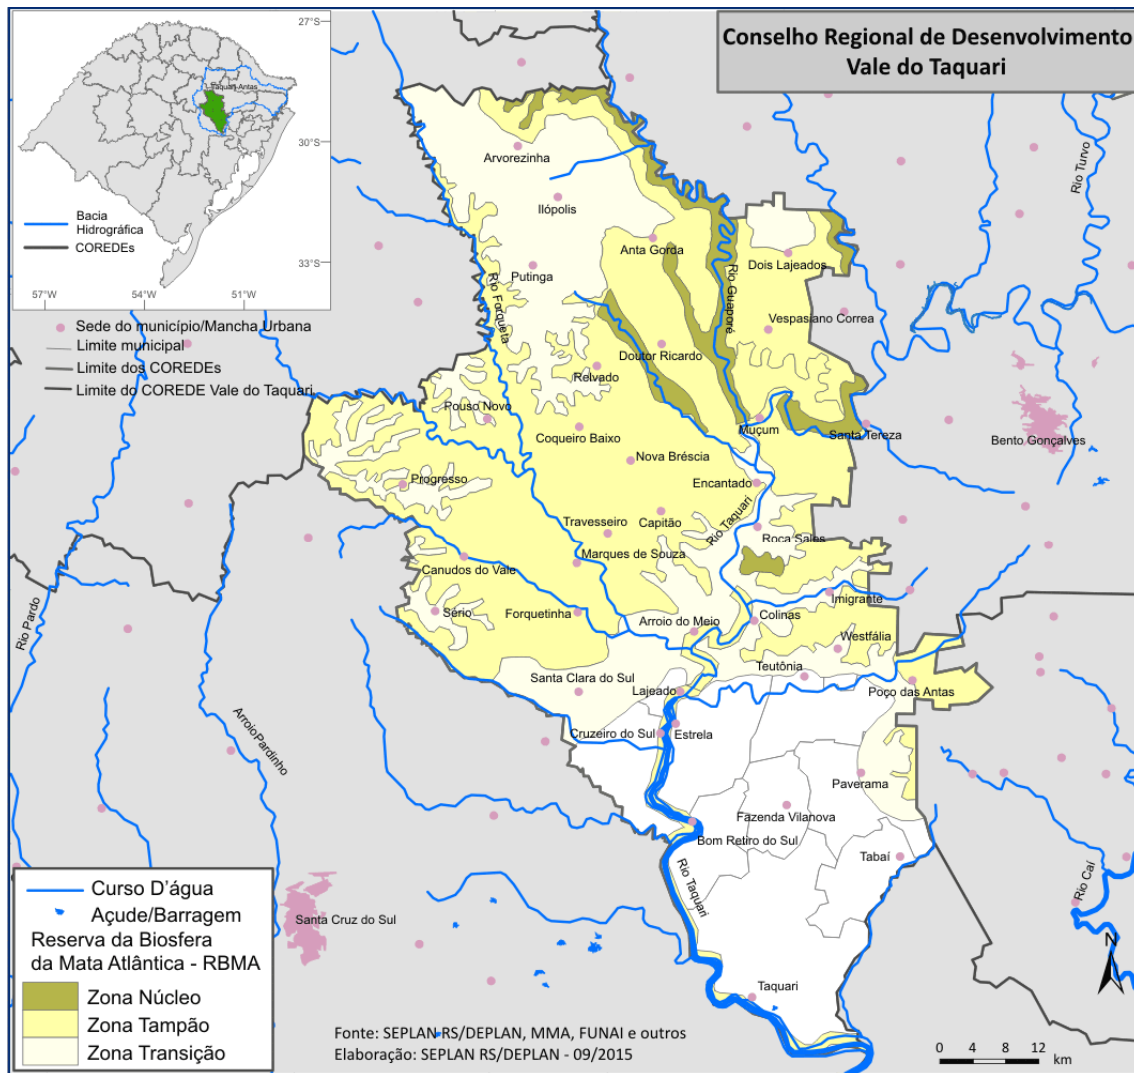 Conselho Regional de Desenvolvimento
Vale do Taquari
27°S
30°S
33°S
57°W
54°W
51°W
Taquari-Antas
Bacia
Hidrográfica
COREDEs
Sede do município/Mancha Urbana
Limite municipal
Limite dos COREDEs
Limite do COREDE Vale do Taquari
Arvorezinha
Ilópolis
Anta Gorda
Dois Lajeados
Putinga
Rio Forqueta
Rio Guaporé
Rio Turvo
Vespasiano Correa
Doutor Ricardo
Relvado
Pouso Novo
Coqueiro Baixo
Muçum
Santa Tereza
Bento Gonçalves
Nova Bréscia
Progresso
Encantado
Travesseiro
Capitão
Rio Taquari
Roca Sales
Marques de Souza
Canudos do Vale
Imigrante
Sério
Forquetinha
Arroio do Meio
Colinas
Westfália
Teutônia
Santa Clara do Sul
Lajeado
Poço das Antas
Cruzeiro do Sul
Estrela
Paverama
Fazenda Vilanova
Bom Retiro do Sul
Tabaí
Rio Pardo
ArroioPardinho
Rio Taquari
Rio Caí
Santa Cruz do Sul
Taquari
Curso D'água
Açude/Barragem
Reserva da Biosfera
da Mata Atlântica - RBMA
Zona Núcleo
Zona Tampão
Zona Transição
Fonte: SEPLAN RS/DEPLAN, MMA, FUNAI e outros
Elaboração: SEPLAN RS/DEPLAN - 09/2015
N
0 4 8 12
km